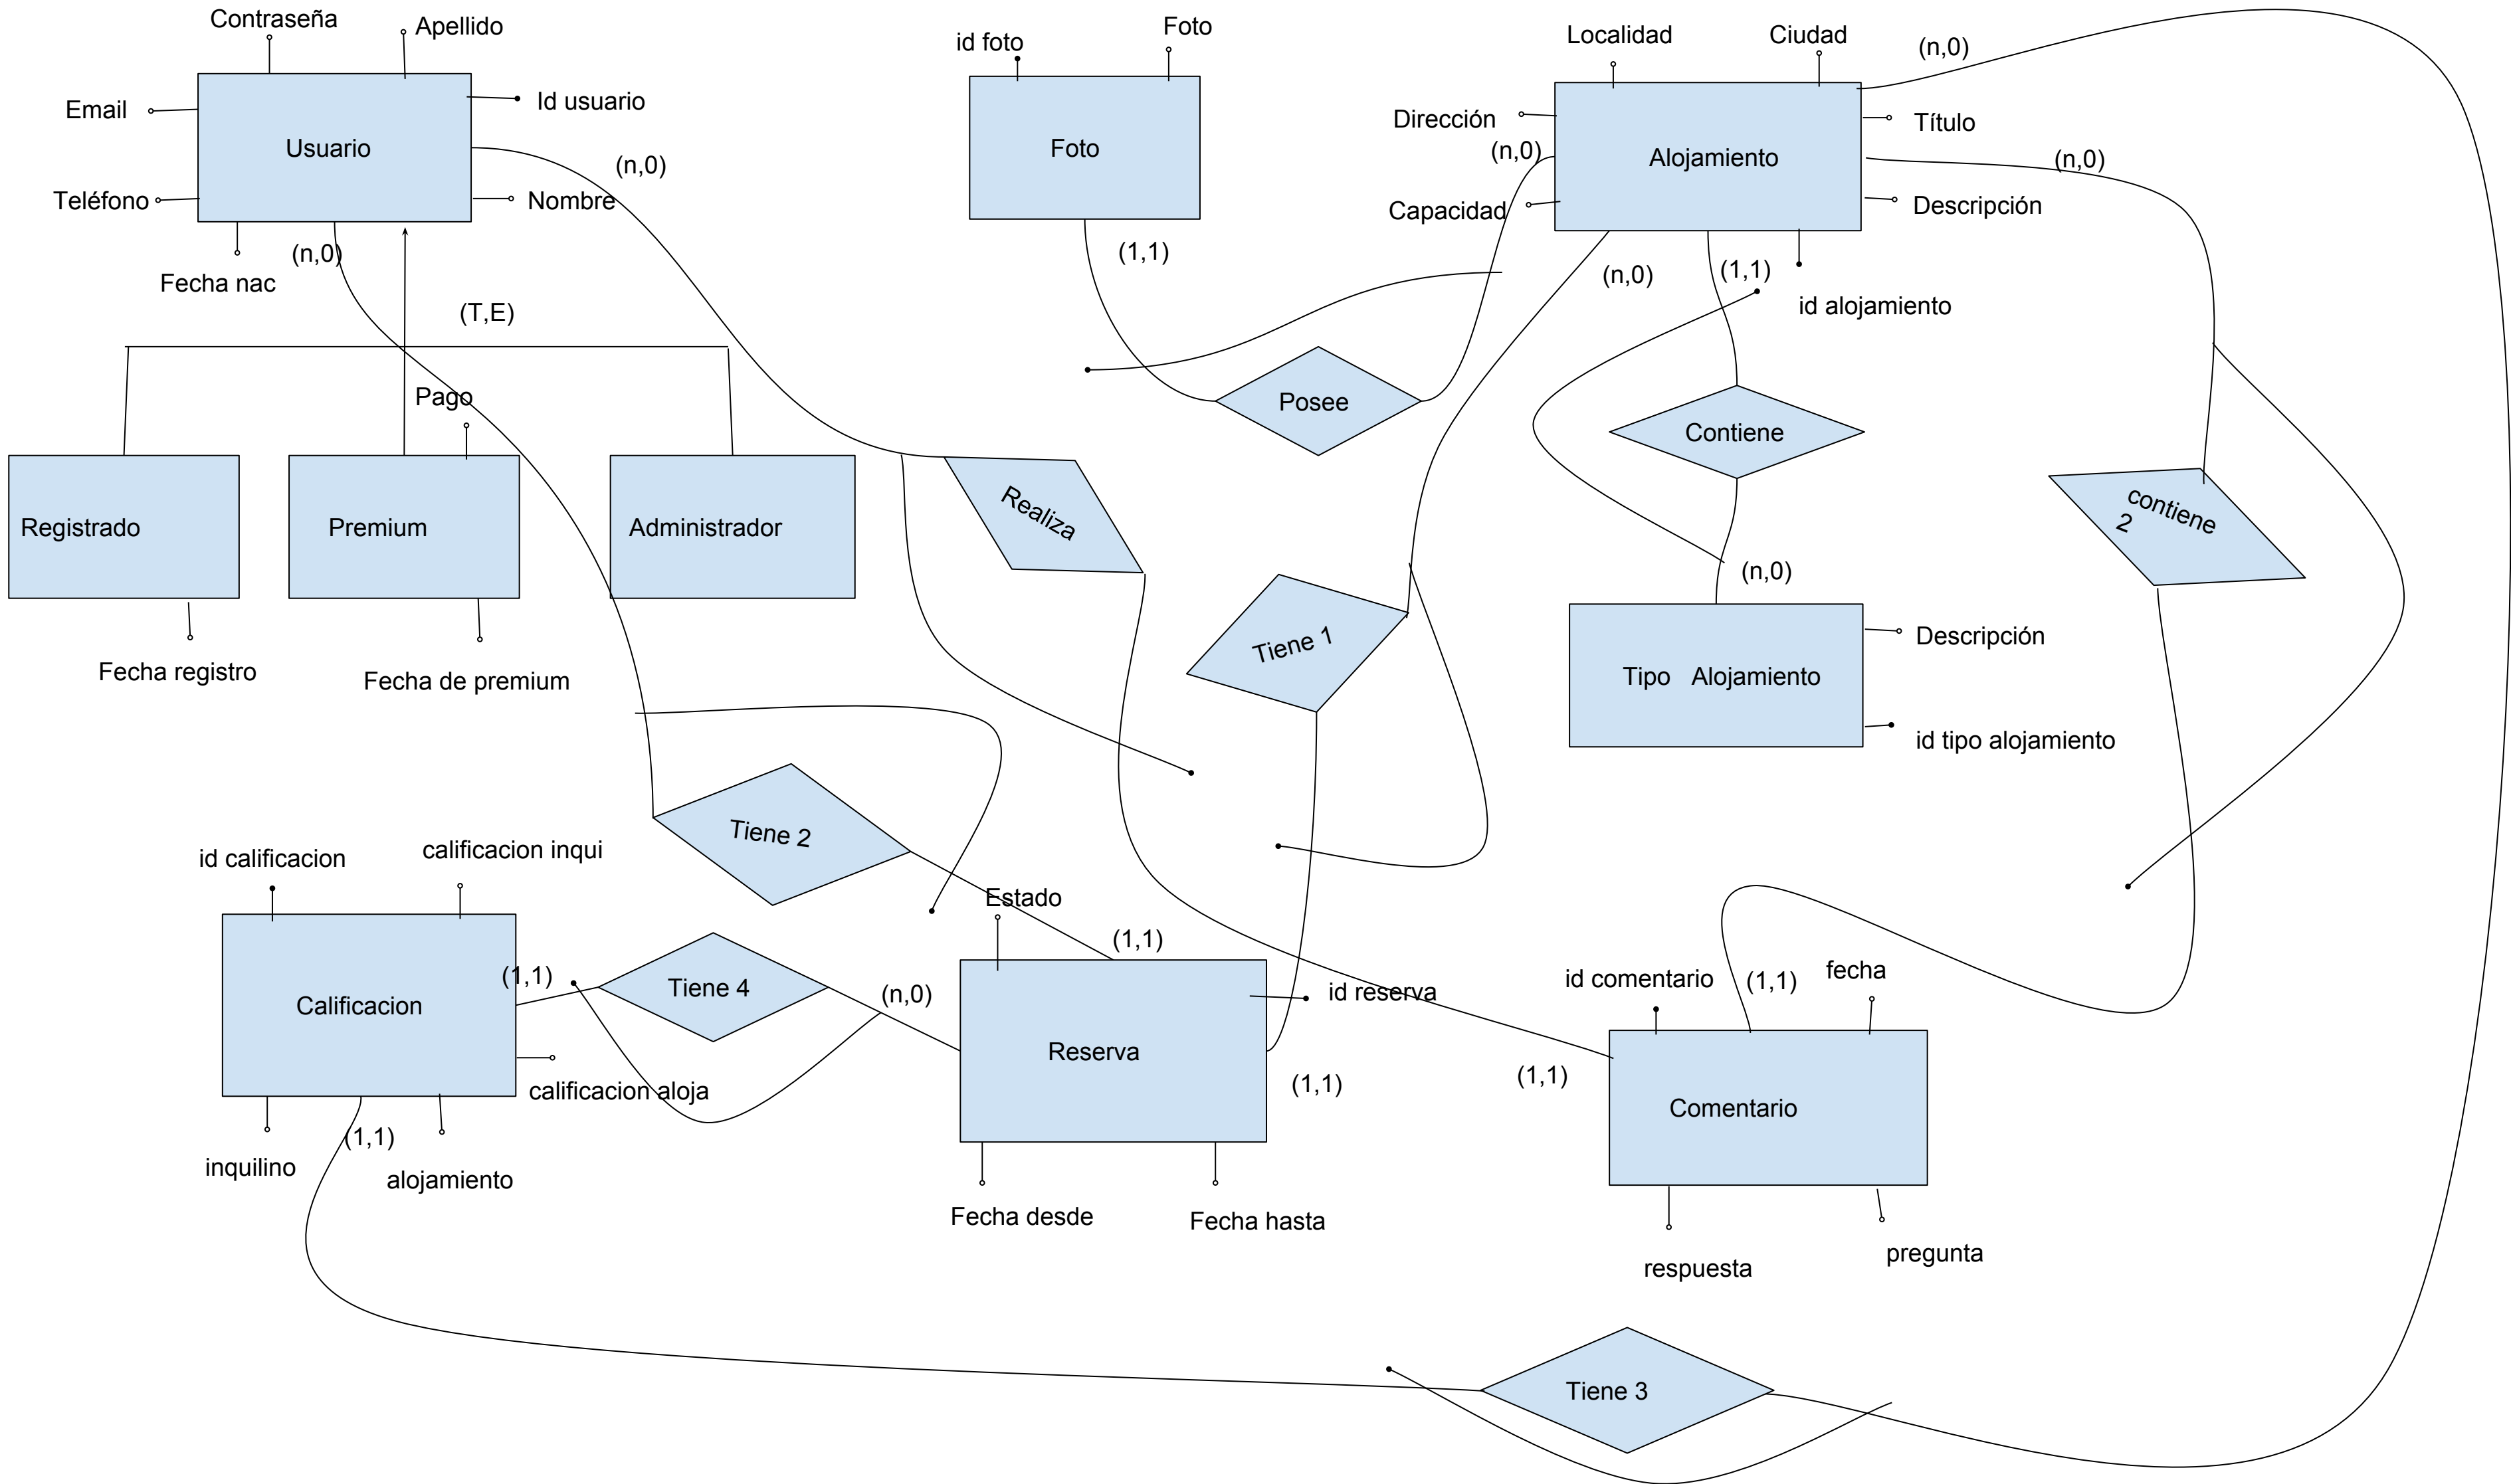 Contraseña
Apellido
Email
Id usuario
Usuario
Teléfono
Nombre
Fecha nac
(n,0)
(n,0)
(T,E)
Pago
Registrado
Premium
Administrador
Fecha registro
Fecha de premium
id foto
Foto
Foto
(1,1)
Posee
Localidad
Ciudad
(n,0)
Dirección
Título
(n,0)
Alojamiento
(n,0)
Capacidad
Descripción
(n,0)
(1,1)
id alojamiento
Contiene
(n,0)
contiene
2
Realiza
Tiene 1
Tipo Alojamiento
Descripción
id tipo alojamiento
Tiene 2
id calificacion
calificacion inqui
Estado
(1,1)
(1,1)
Tiene 4
(n,0)
id reserva
Calificacion
Reserva
calificacion aloja
(1,1)
(1,1)
inquilino
alojamiento
Fecha desde
Fecha hasta
id comentario
(1,1)
fecha
(1,1)
Comentario
respuesta
pregunta
Tiene 3